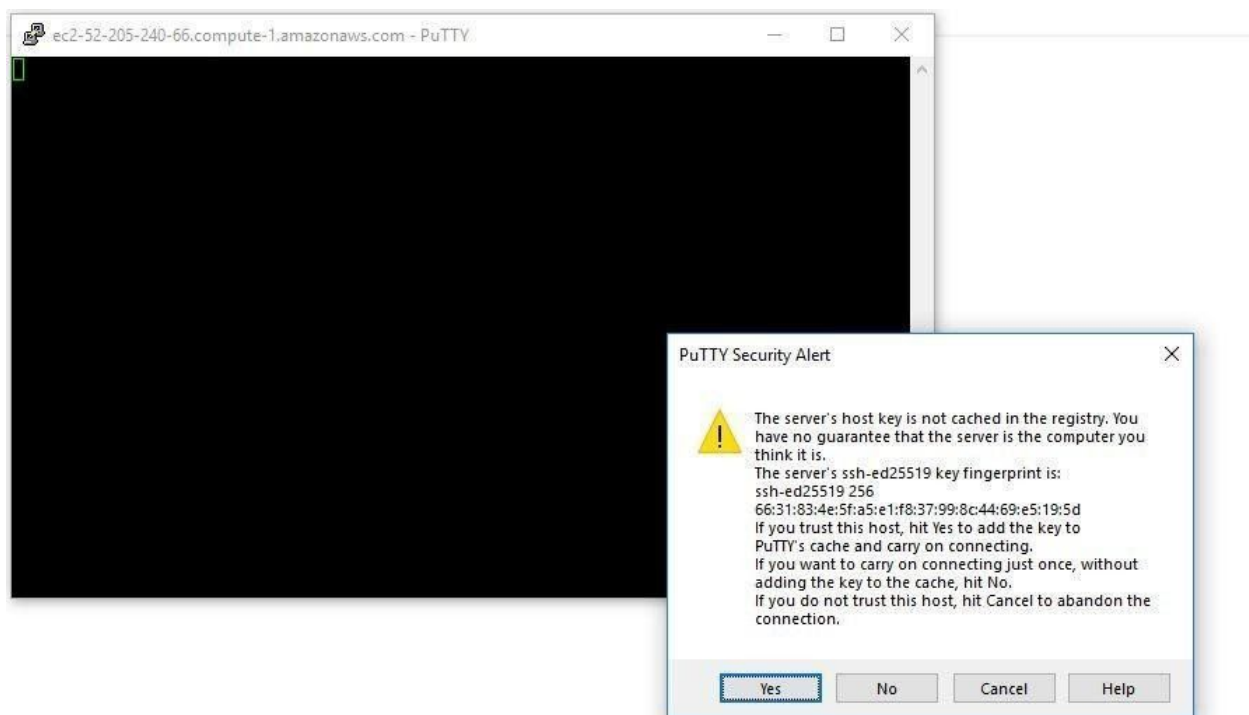 ec2-52-205-240-66.compute-1.amazonaws.com - PuTTY
PuTTY Security Alert
The server's host key is not cached in the registry. You
have no guarantee that the server is the computer you
think it is.
The server's ssh-ed25519 key fingerprint is:
ssh-ed25519 256
66:31:83:4e:5f:a5:e1:f8:37:99:8c:44:69:e5:19:5d
If you trust this host, hit Yes to add the key to
PuTTY's cache and carry on connecting.
If you want to carry on connecting just once, without
adding the key to the cache, hit No.
If you do not trust this host, hit Cancel to abandon the
connection.
Yes No Cancel Help